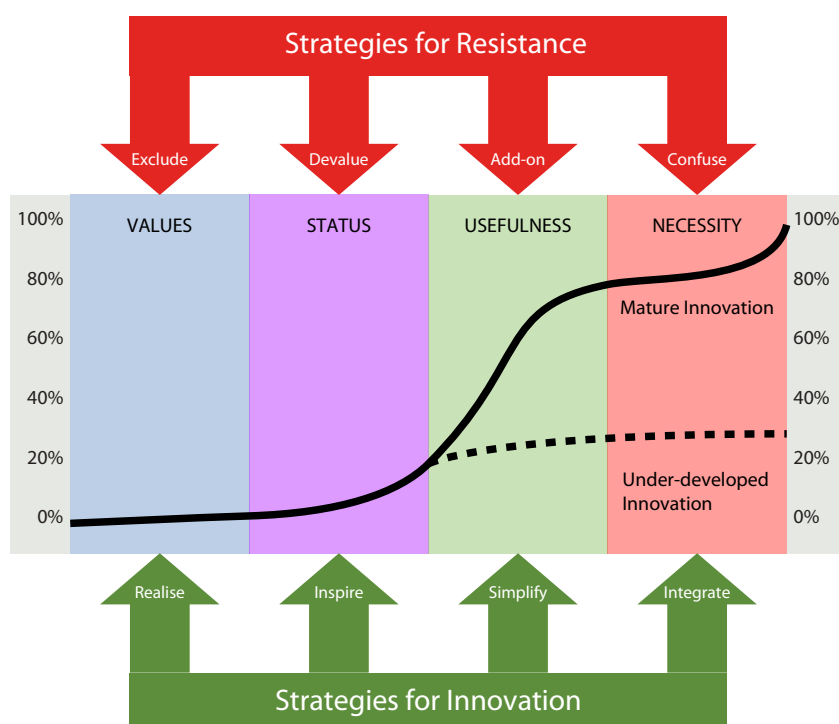 Strategies for Resistance
Exclude
Devalue
Add-on
Confuse
VALUES
STATUS
USEFULNESS
NECESSITY
100%
80%
60%
40%
20%
0%
100%
80%
60%
40%
20%
0%
Mature Innovation
Under-developed
Innovation
Realise
Inspire
Simplify
Integrate
Strategies for Innovation